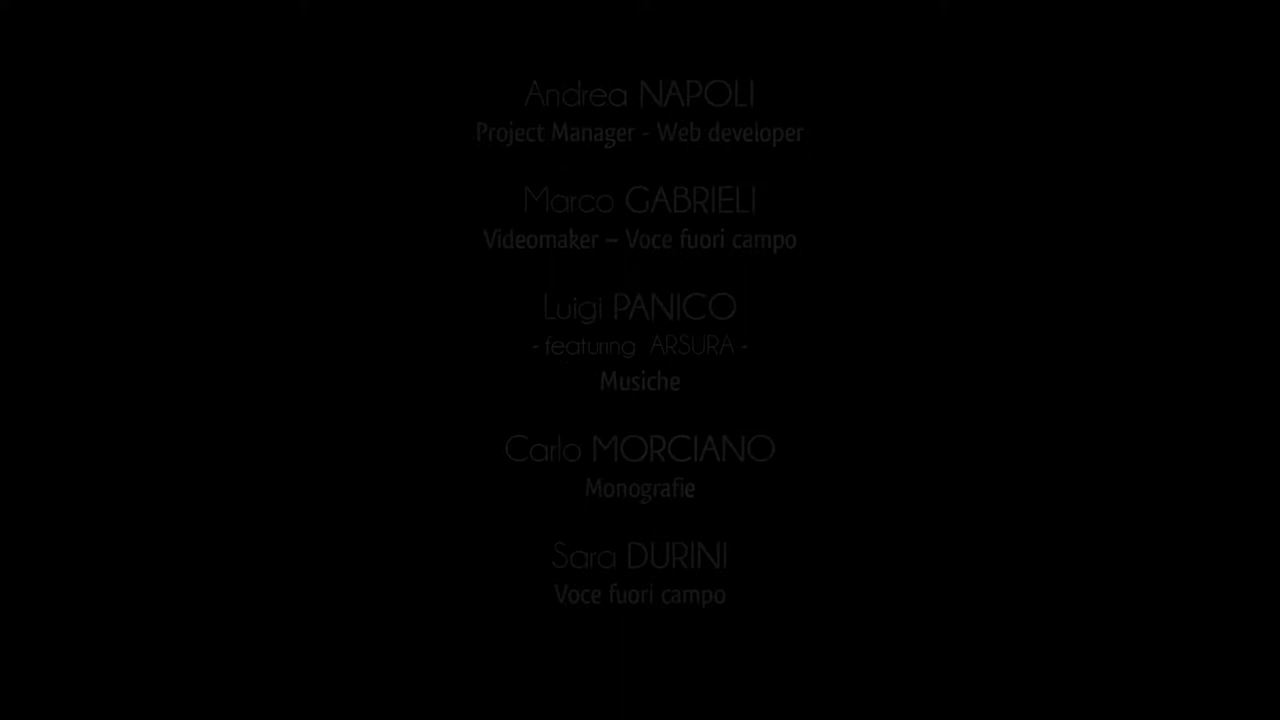 Andrea NAPOLI
Project Manager - Web developer
Marco GABRIELI
Videomaker – Voce fuori campo
Luigi PANICO
- featuring ARSURA -
Musiche
Carlo MORCIANO
Monografie
Sara DURINI
Voce fuori campo